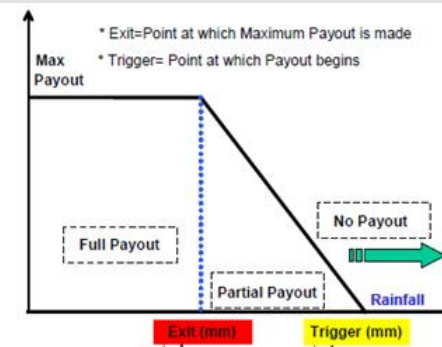 * Exit=Point at which Maximum Payout is made
Max
Payout
* Trigger= Point at which Payout begins
No Payout
Full Payout
Partial Payout
Rainfall
Exit (mm)
Trigger (mm)